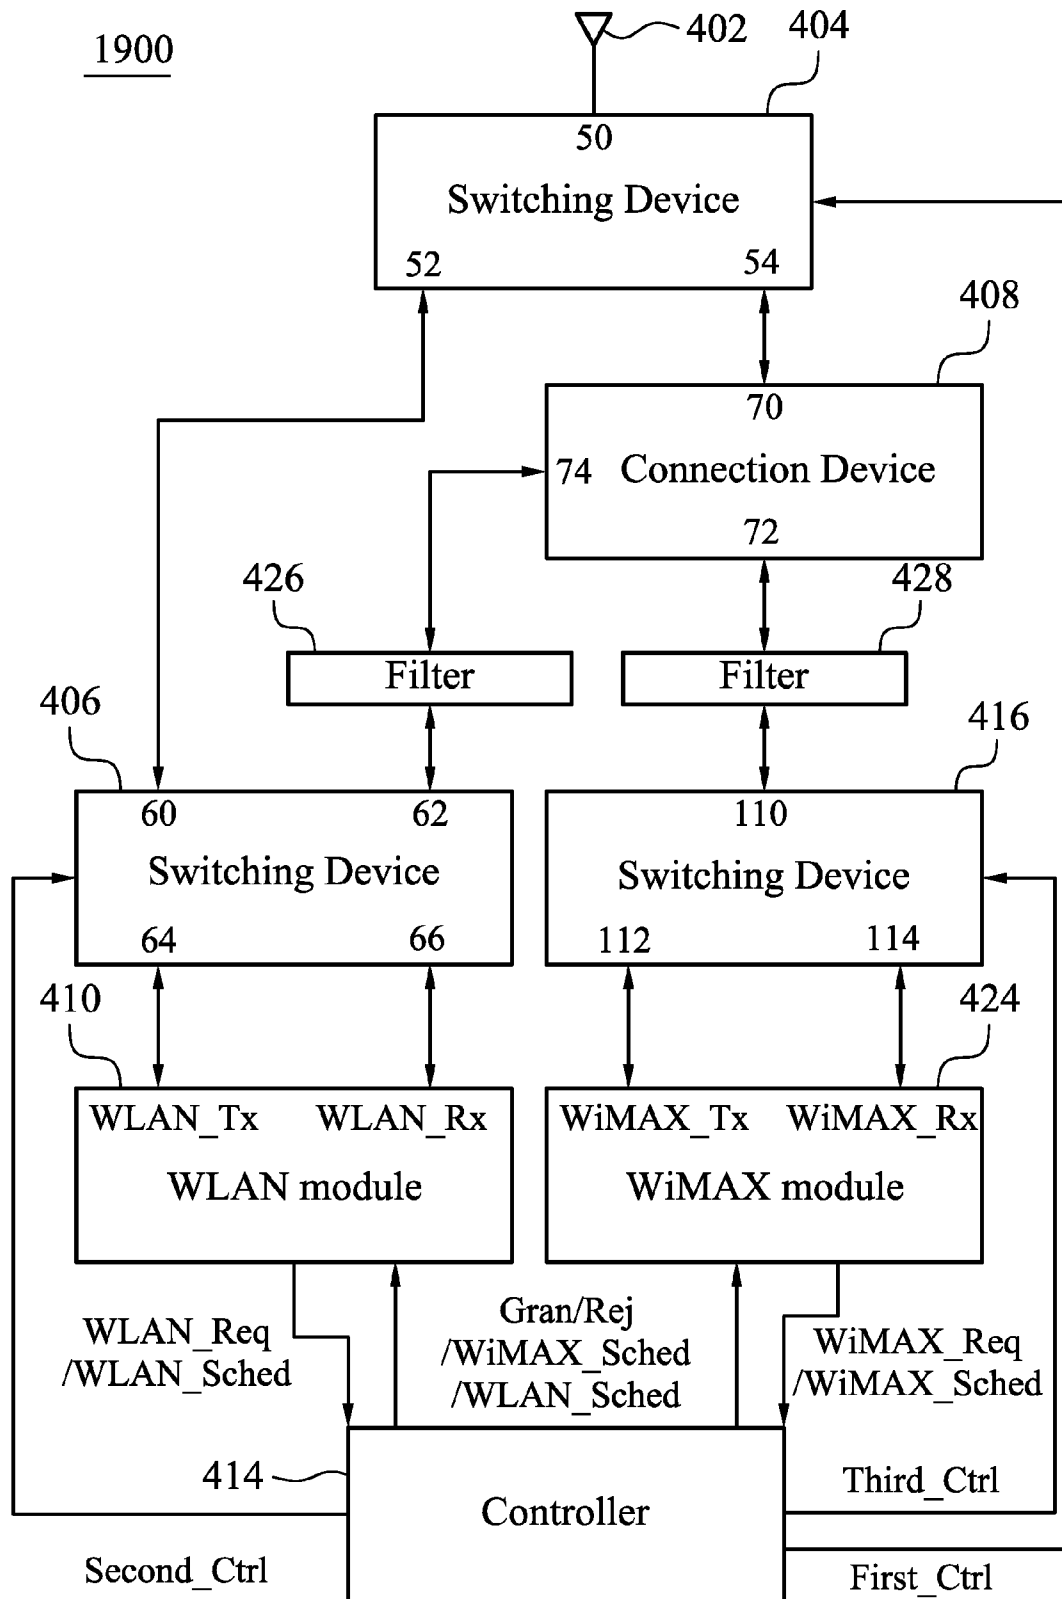 1900
402
404
50
Switching Device
52
54
408
70
74
Connection Device
72
426
428
Filter
Filter
406
416
60
62
110
Switching Device
Switching Device
64
66
112
114
410
424
WLAN_Tx
WLAN_Rx
WiMAX_Tx
WiMAX_Rx
WLAN module
WiMAX module
WLAN_Req
/WLAN_Sched
Gran/Rej
/WiMAX_Sched
/WLAN_Sched
WiMAX_Req
/WiMAX_Sched
414
Controller
Third_Ctrl
Second_Ctrl
First_Ctrl